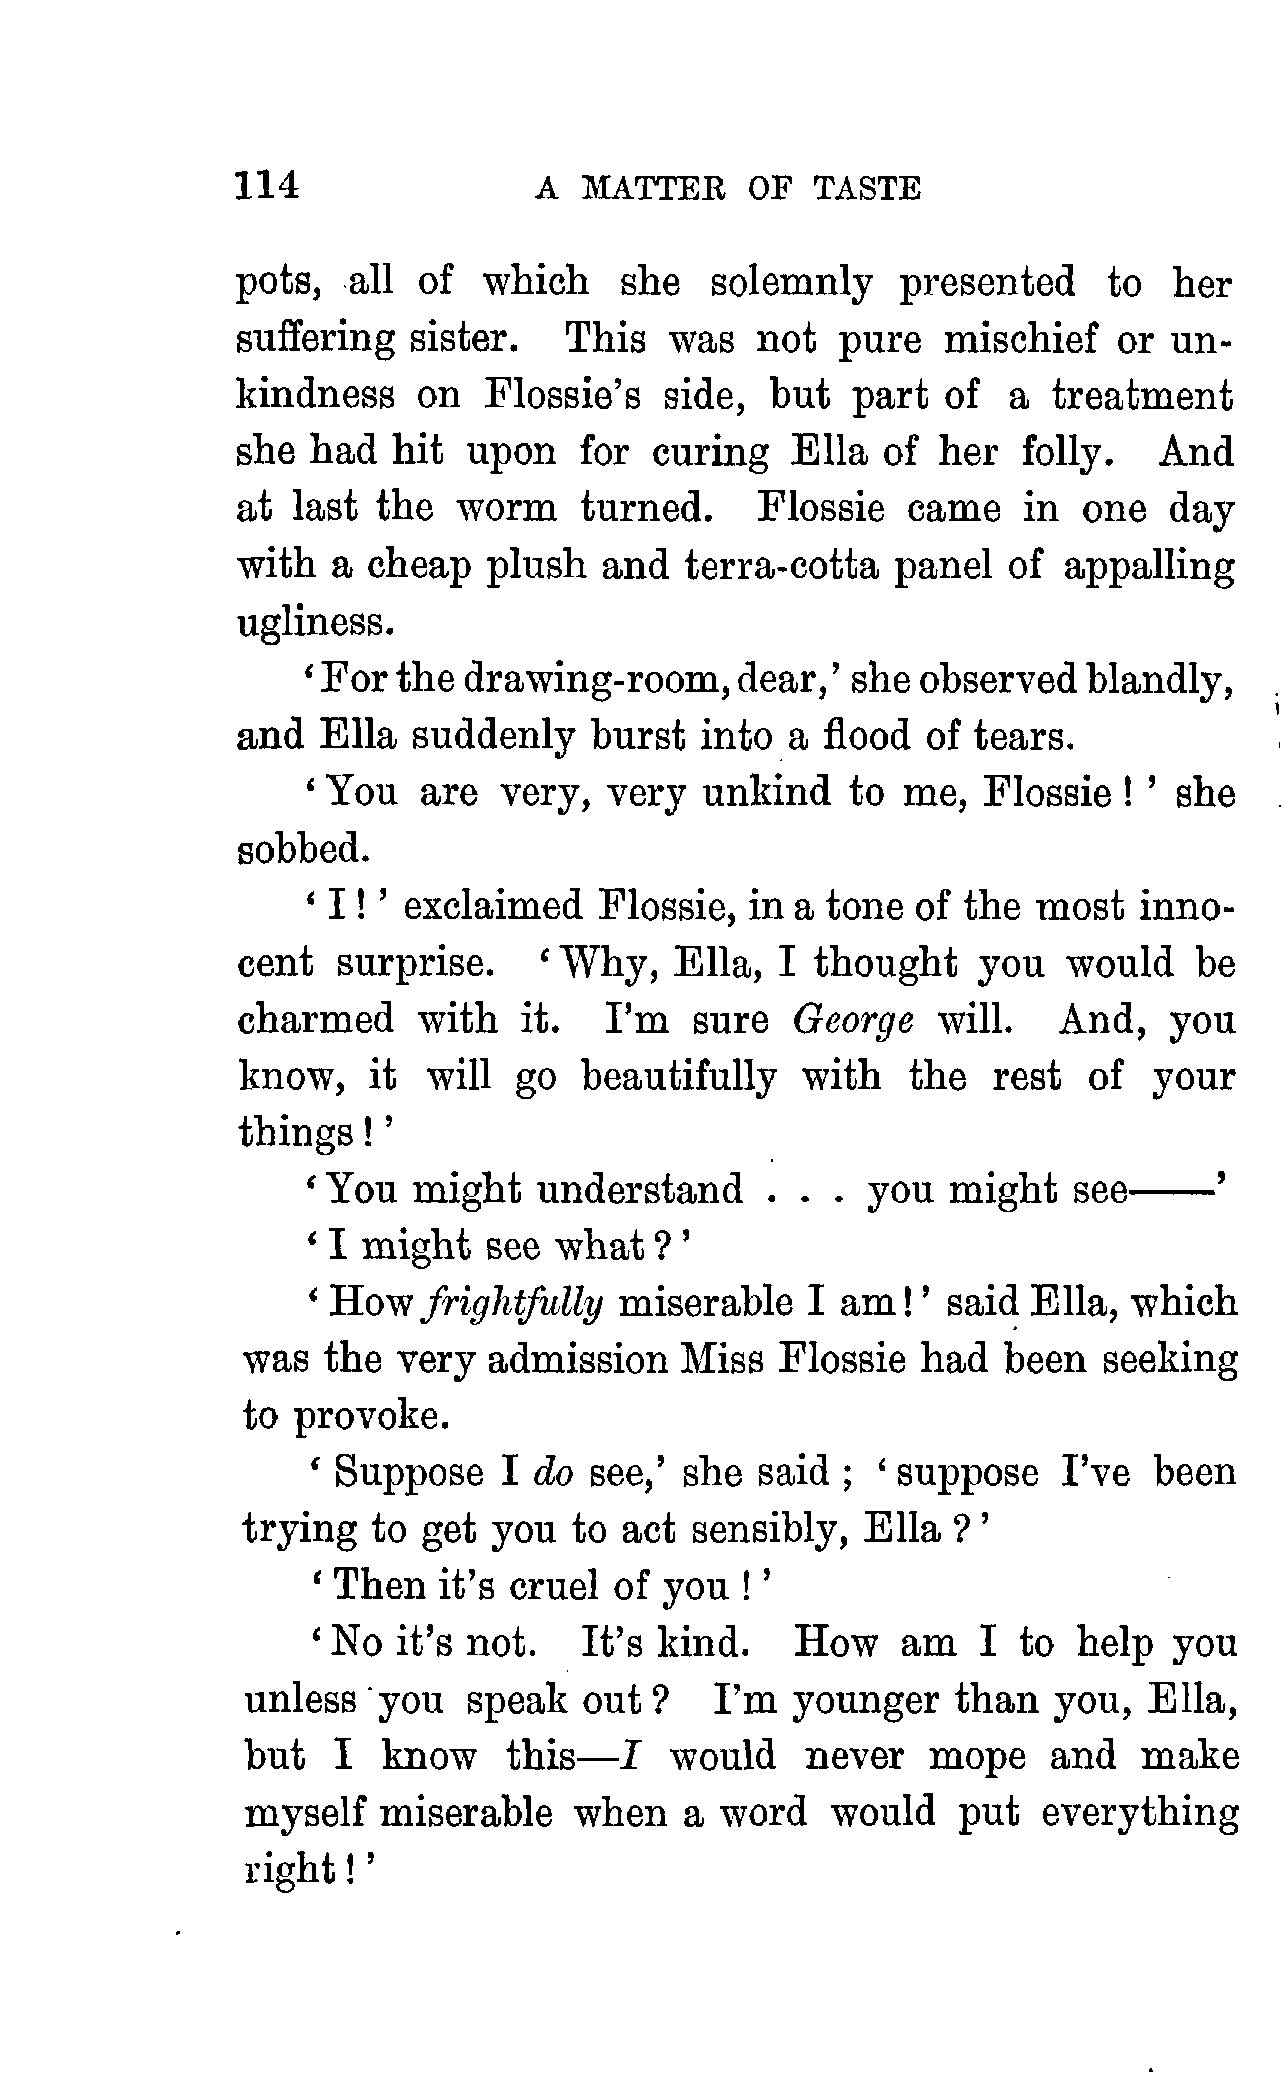 114 A MATTER OF TASTE
pots, all of which she solemnly presented to her
suffering sister. This was not pure mischief or un-
kindness on Flossie's side, but part of a treatment
she had hit upon for curing Ella of her folly. And
at last the worm turned. Flossie came in one day
with a cheap plush and terra-cotta panel of appalling
ugliness.
‘For the drawing-room, dear,’ she observed blandly,
and Ella suddenly burst into a flood of tears.
‘You are very, very unkind to me, Flossie!’ she
sobbed.
‘I!’ exclaimed Flossie, in a tone of the most inno-
cent surprise. ‘Why, Ella, I thought you would be
charmed with it. I'm sure George will. And, you
know, it will go beautifully with the rest of your
things!’
‘You might understand . . . you might see——’
‘I might see what?’
‘How frightfully miserable I am!’ said Ella, which
was the very admission Miss Flossie had been seeking
to provoke.
‘Suppose I do see,’ she said; ‘suppose I've been
trying to get you to act sensibly, Ella?’
‘Then it's cruel of you!’
‘No it's not. It's kind. How am I to help you
unless you speak out? I'm younger than you, Ella,
but I know this—I would never mope and make
myself miserable when a word would put everything
right!’